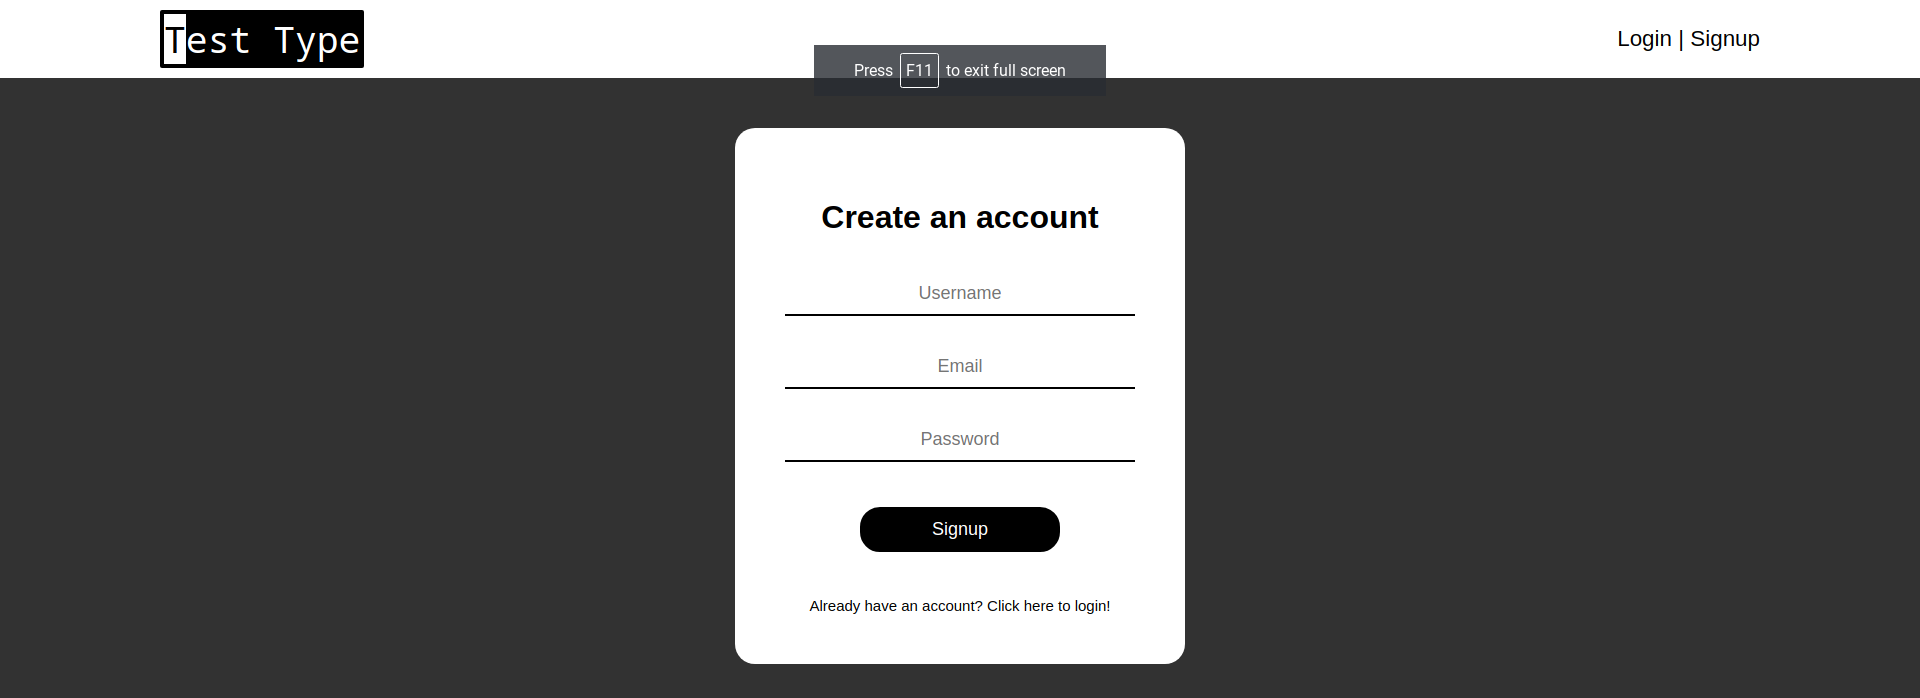 Test Type
Login | Signup
Press F11 to exit full screen
Create an account
Username
Email
Password
Signup
Already have an account? Click here to login!